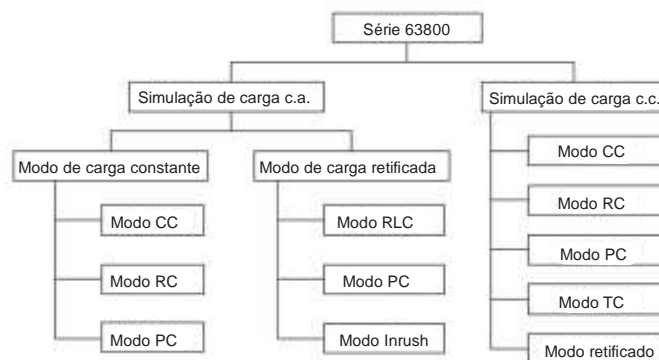 Série 63800
Simulação de carga c.a.
Simulação de carga c.c.
Modo de carga constante
Modo CC
Modo RC
Modo PC
Modo de carga retificada
Modo RLC
Modo PC
Modo Inrush
Modo CC
Modo RC
Modo PC
Modo TC
Modo retificado